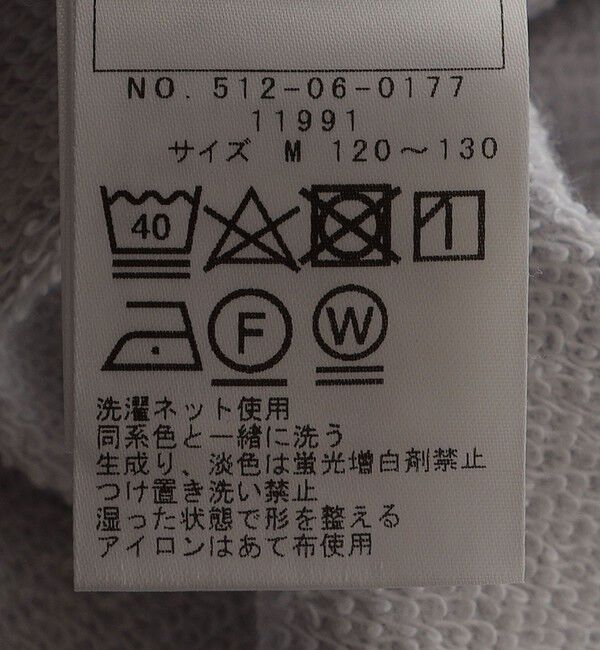 NO. 512-06-0177
11991
サイズ M 120〜130
40
F W
洗濯ネット使用
同系色と一緒に洗う
生成り、淡色は蛍光増白剤禁止
つけ置き洗い禁止
湿った状態で形を整える
アイロンはあて布使用